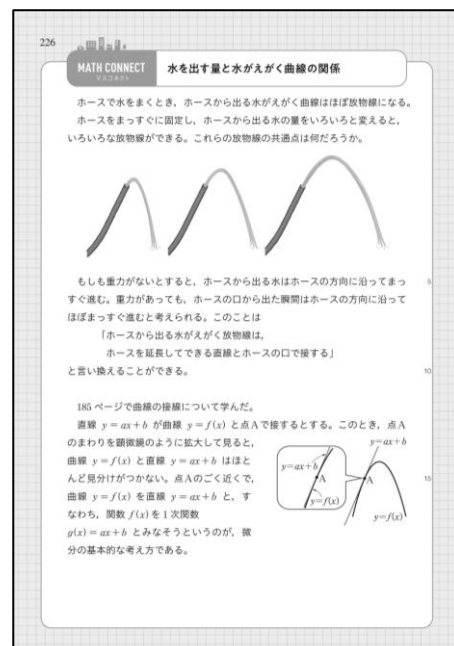 226
MATH CONNECT
マスコネクト
水を出す量と水がえがく曲線の関係
ホースで水をまくとき，ホースから出る水がえがく曲線はほぼ放物線になる。
ホースをまっすぐに固定し，ホースから出る水の量をいろいろと変えると，
いろいろな放物線ができる。これらの放物線の共通点は何だろうか。
もしも重力がないとすると，ホースから出る水はホースの方向に沿ってまっ
5
すぐ進む。重力があっても，ホースの口から出た瞬間はホースの方向に沿って
ほぼまっすぐ進むと考えられる。このことは
「ホースから出る水がえがく放物線は，
ホースを延長してできる直線とホースの口で接する」
と言い換えることができる。
10
185 ページで曲線の接線について学んだ。
直線 y=ax+b が曲線 y=f(x) と点Aで接するとする。このとき，点A
のまわりを顕微鏡のように拡大して見ると，
曲線 y=f(x) と直線 y=ax+b はほと
んど見分けがつかない。点Aのごく近くで，
15
曲線 y=f(x) を直線 y=ax+b と，す
なわち，関数 f(x) を1次関数
g(x)=ax+b とみなそうというのが，微
分の基本的な考え方である。
y=ax+b
A
y=f(x)
y=ax+b
A
y=f(x)